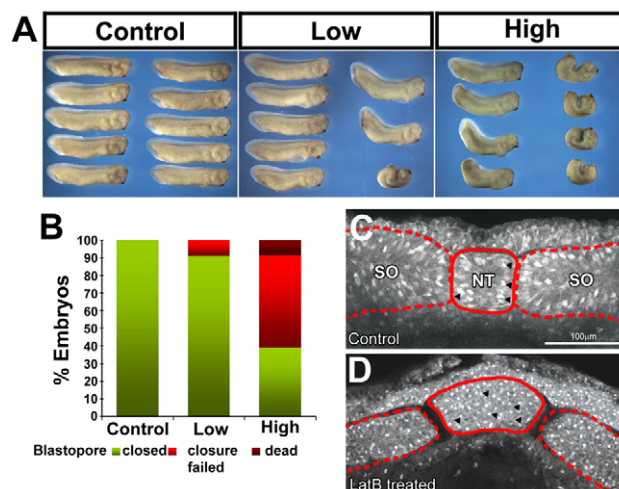 A
Control
Low
High
B
% Embryos
100
90
80
70
60
50
40
30
20
10
0
Control
Low
High
Blastopore closed closure failed dead
C
SO
NT
SO
Control
100µm
D
LatB treated